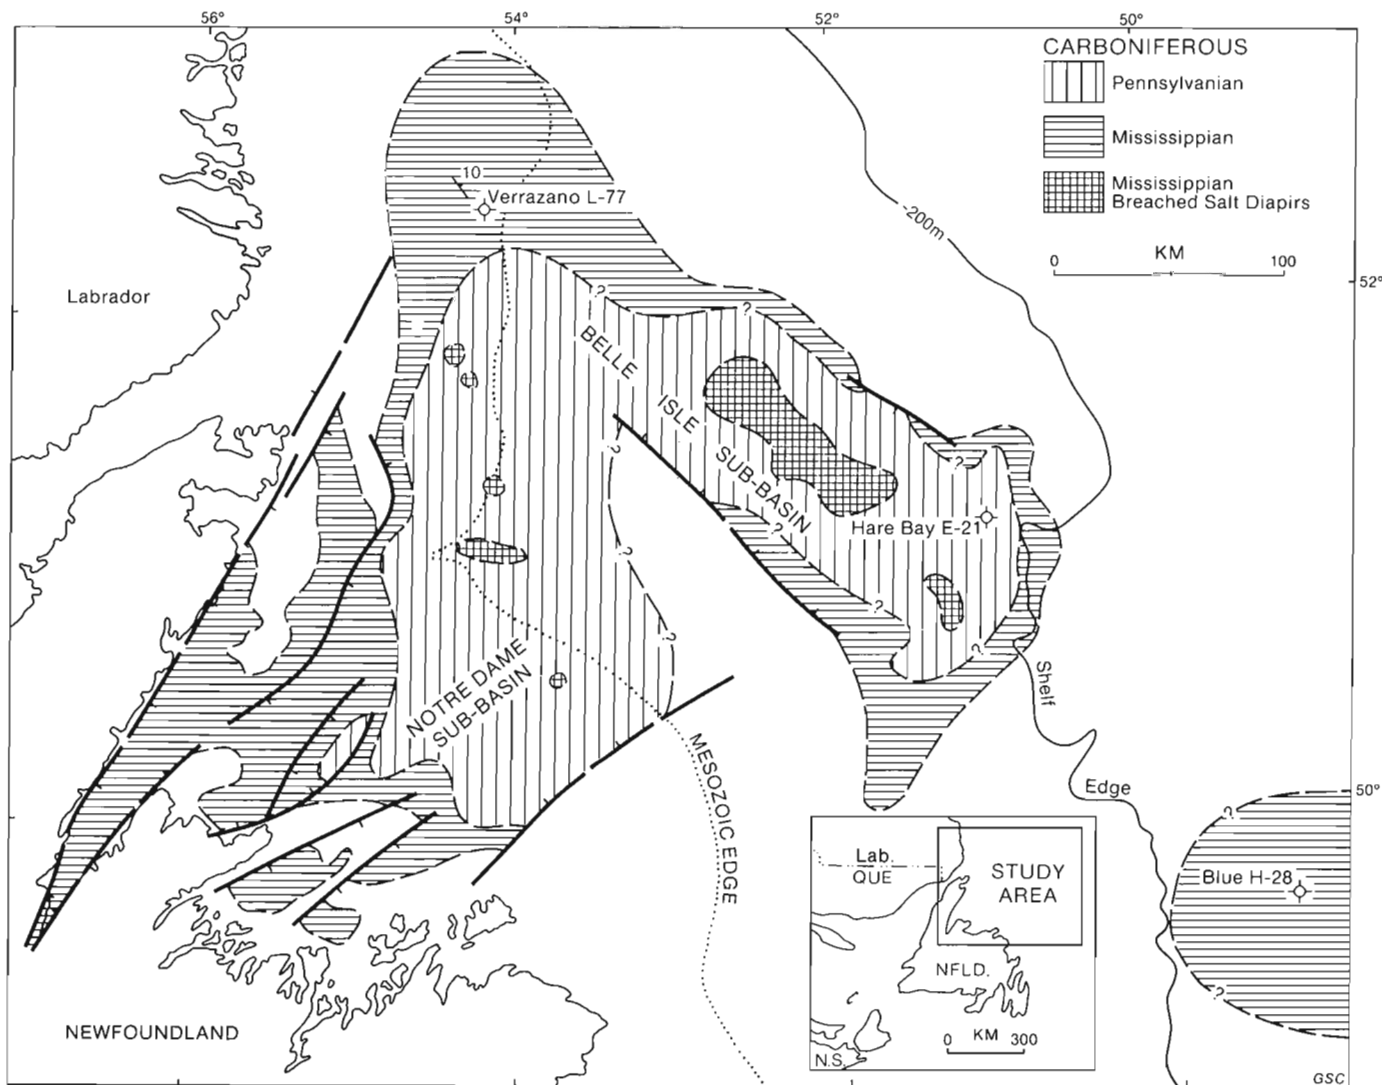 56°
54°
52°
50°
CARBONIFEROUS
Pennsylvanian
Mississippian
Mississippian
Breached Salt Diapirs
KM
0 100
10
Verrazano L-77
-200m
52°
Labrador
?
?
BELLE
ISLE
SUB-BASIN
?
?
?
Hare Bay E-21
?
?
?
?
?
NOTRE DAME
SUB-BASIN
Shelf
Edge
MESOZOIC EDGE
50°
?
Blue H-28
?
Lab.
QUE
STUDY
AREA
NFLD.
KM
0 300
N.S.
NEWFOUNDLAND
GSC